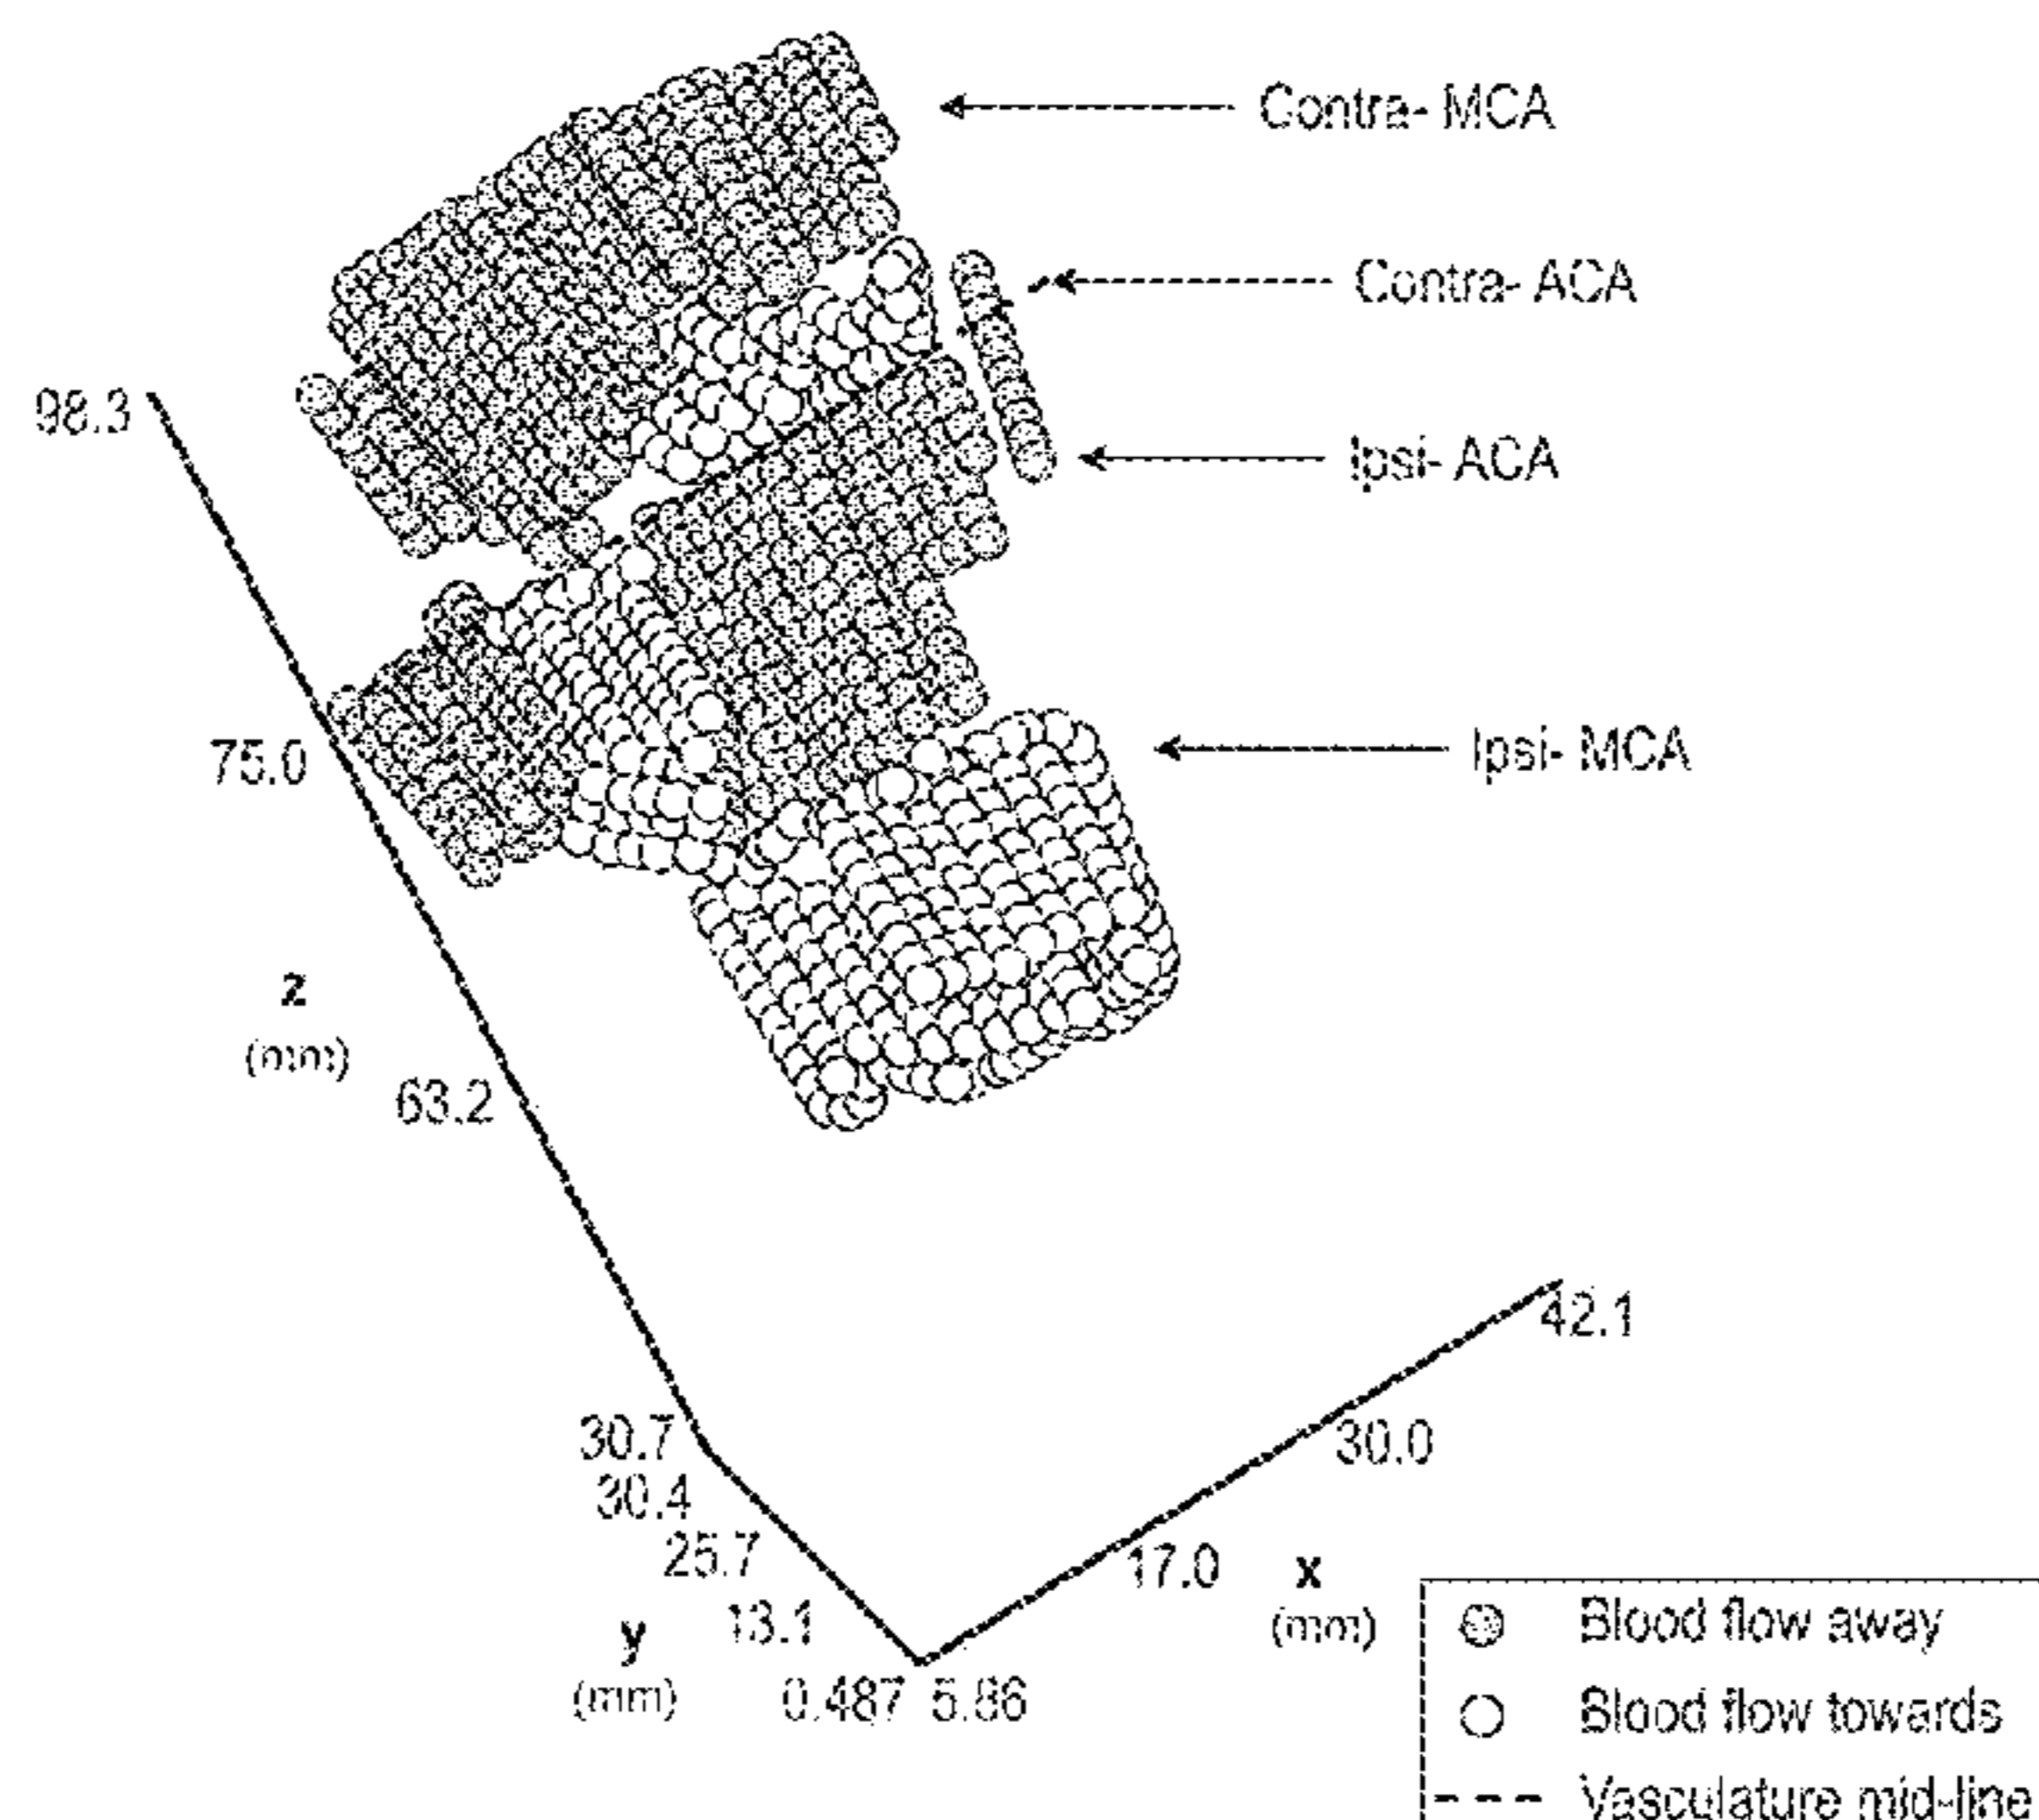 Contra- MCA
Contra- ACA
98.3
Ipsi- ACA
75.0
Ipsi- MCA
z
(mm)
63.2
42.1
30.7
30.0
30.4
25.7
17.0
x
(mm)
13.1
y
(mm)
0.487
5.86
Blood flow away
Blood flow towards
Vasculature mid-line